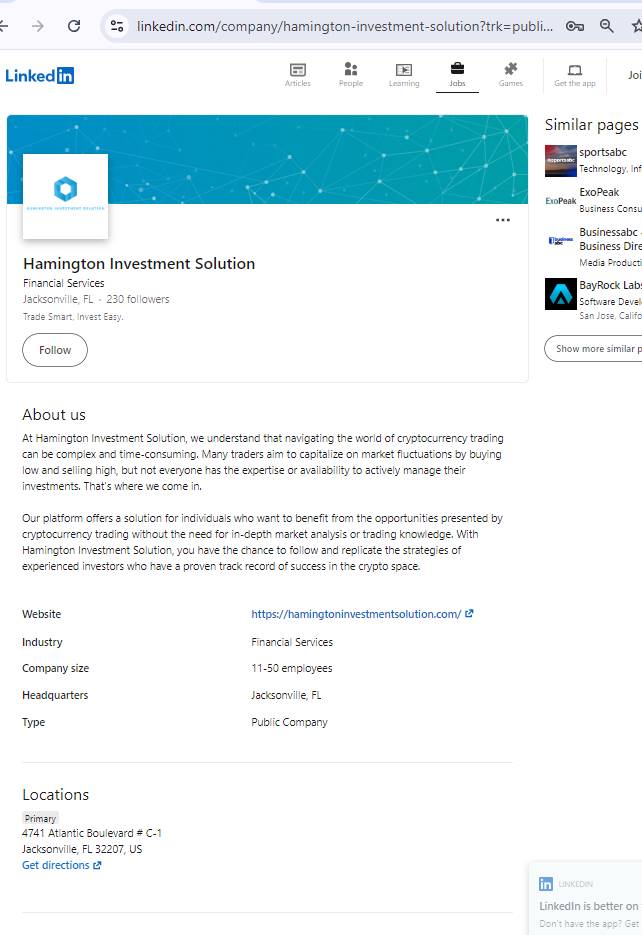 linkedin.com/company/hamington-investment-solution?trk=publi...
Linkedin
Articles
People
Learning
Jobs
Games
Get the app
Joi
HAMINGTON INVESTMENT SOLUTION
Hamington Investment Solution
Financial Services
Jacksonville, FL · 230 followers
Trade Smart, Invest Easy.
Follow
Similar pages
sportsabc
sportsabc
Technology, Inf
ExoPeak
ExoPeak
Business Consu
business abc
Businessabc
Business Dire
Media Producti
BayRock Labs
Software Devel
San Jose, Califo
Show more similar p
About us
At Hamington Investment Solution, we understand that navigating the world of cryptocurrency trading
can be complex and time-consuming. Many traders aim to capitalize on market fluctuations by buying
low and selling high, but not everyone has the expertise or availability to actively manage their
investments. That's where we come in.
Our platform offers a solution for individuals who want to benefit from the opportunities presented by
cryptocurrency trading without the need for in-depth market analysis or trading knowledge. With
Hamington Investment Solution, you have the chance to follow and replicate the strategies of
experienced investors who have a proven track record of success in the crypto space.
Website https://hamingtoninvestmentsolution.com/
Industry Financial Services
Company size 11-50 employees
Headquarters Jacksonville, FL
Type Public Company
Locations
Primary
4741 Atlantic Boulevard # C-1
Jacksonville, FL 32207, US
Get directions
in LINKEDIN
LinkedIn is better on
Don't have the app? Get